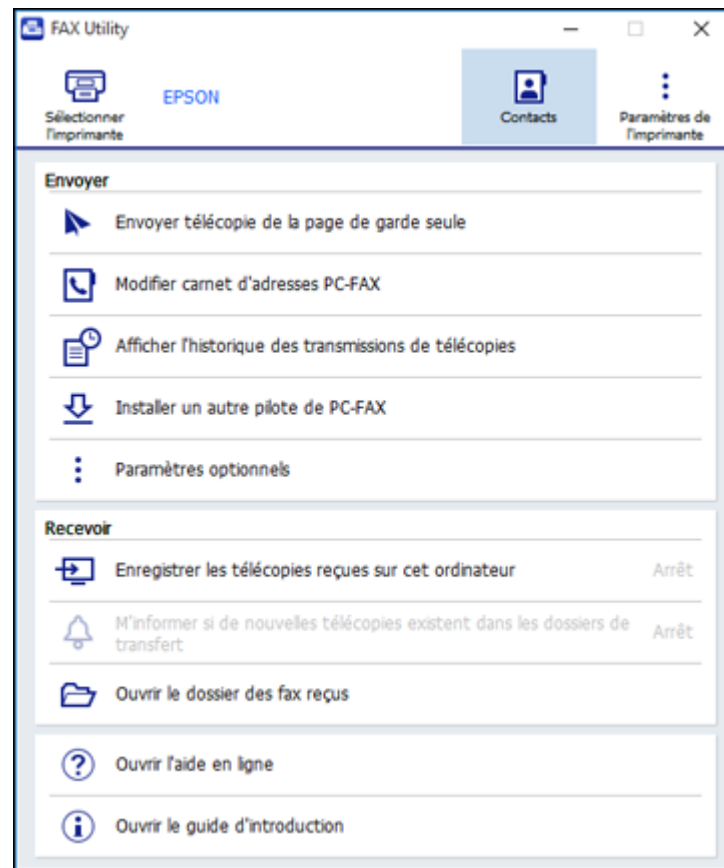 FAX Utility
Sélectionner
l'imprimante
EPSON
Contacts
Paramètres de
l'imprimante
Envoyer
Envoyer télécopie de la page de garde seule
Modifier carnet d'adresses PC-FAX
Afficher l'historique des transmissions de télécopies
Installer un autre pilote de PC-FAX
Paramètres optionnels
Recevoir
Enregistrer les télécopies reçues sur cet ordinateur Arrêt
M'informer si de nouvelles télécopies existent dans les dossiers de
transfert Arrêt
Ouvrir le dossier des fax reçus
Ouvrir l'aide en ligne
Ouvrir le guide d'introduction